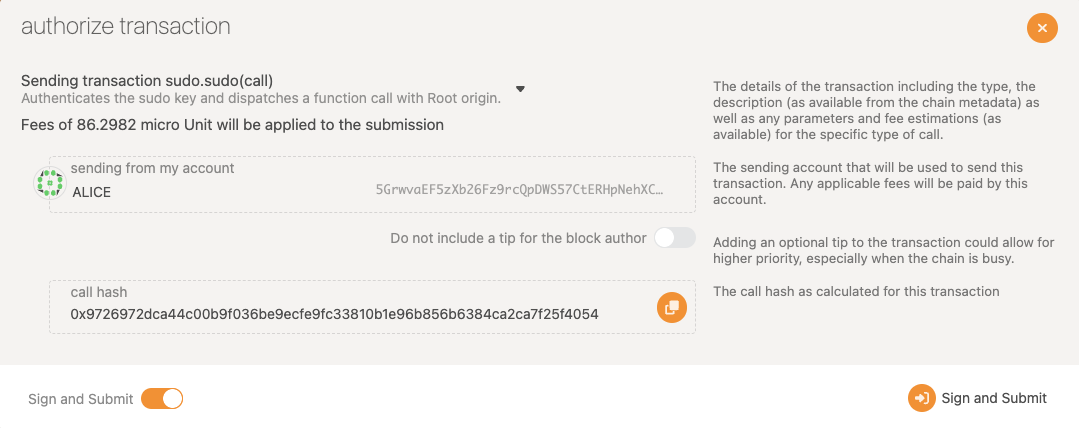 authorize transaction
Sending transaction sudo.sudo(call)
Authenticates the sudo key and dispatches a function call with Root origin.
Fees of 86.2982 micro Unit will be applied to the submission
The details of the transaction including the type, the
description (as available from the chain metadata) as
well as any parameters and fee estimations (as
available) for the specific type of call.
sending from my account
ALICE
5GrwvaEF5zXb26Fz9rcQpDWS57CtERHpNehXC…
The sending account that will be used to send this
transaction. Any applicable fees will be paid by this
account.
Do not include a tip for the block author
Adding an optional tip to the transaction could allow for
higher priority, especially when the chain is busy.
call hash
0x9726972dca44c00b9f036be9ecfe9fc33810b1e96b856b6384ca2ca7f25f4054
The call hash as calculated for this transaction
Sign and Submit
Sign and Submit